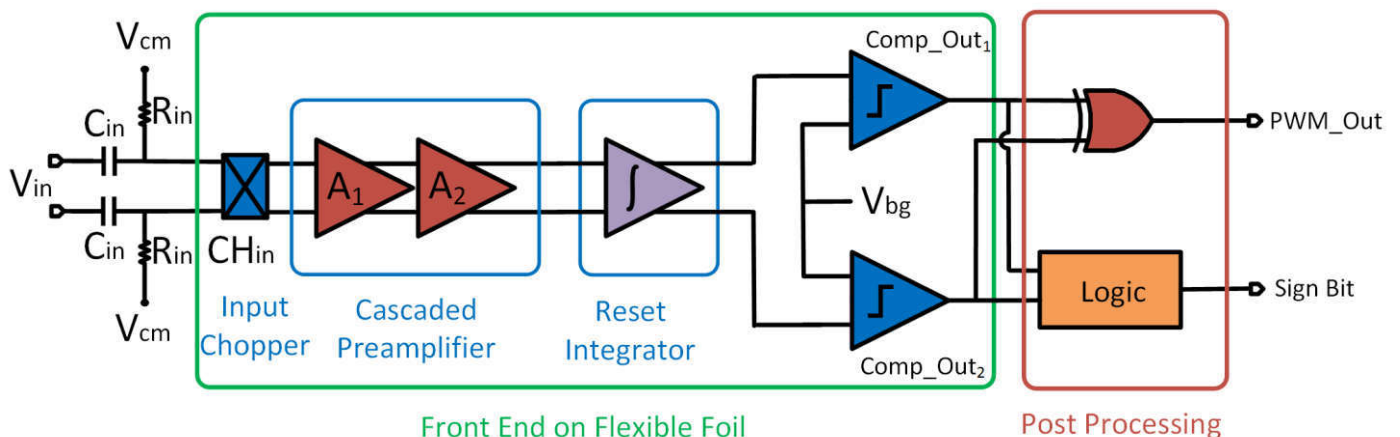 Vcm
Rin
Cin
Vin
Cin
Rin
Vcm
CHin
Input
Chopper
A1
A2
Cascaded
Preamplifier
∫
Reset
Integrator
Comp_Out1
Vbg
Comp_Out2
PWM_Out
Logic
Sign Bit
Front End on Flexible Foil
Post Processing